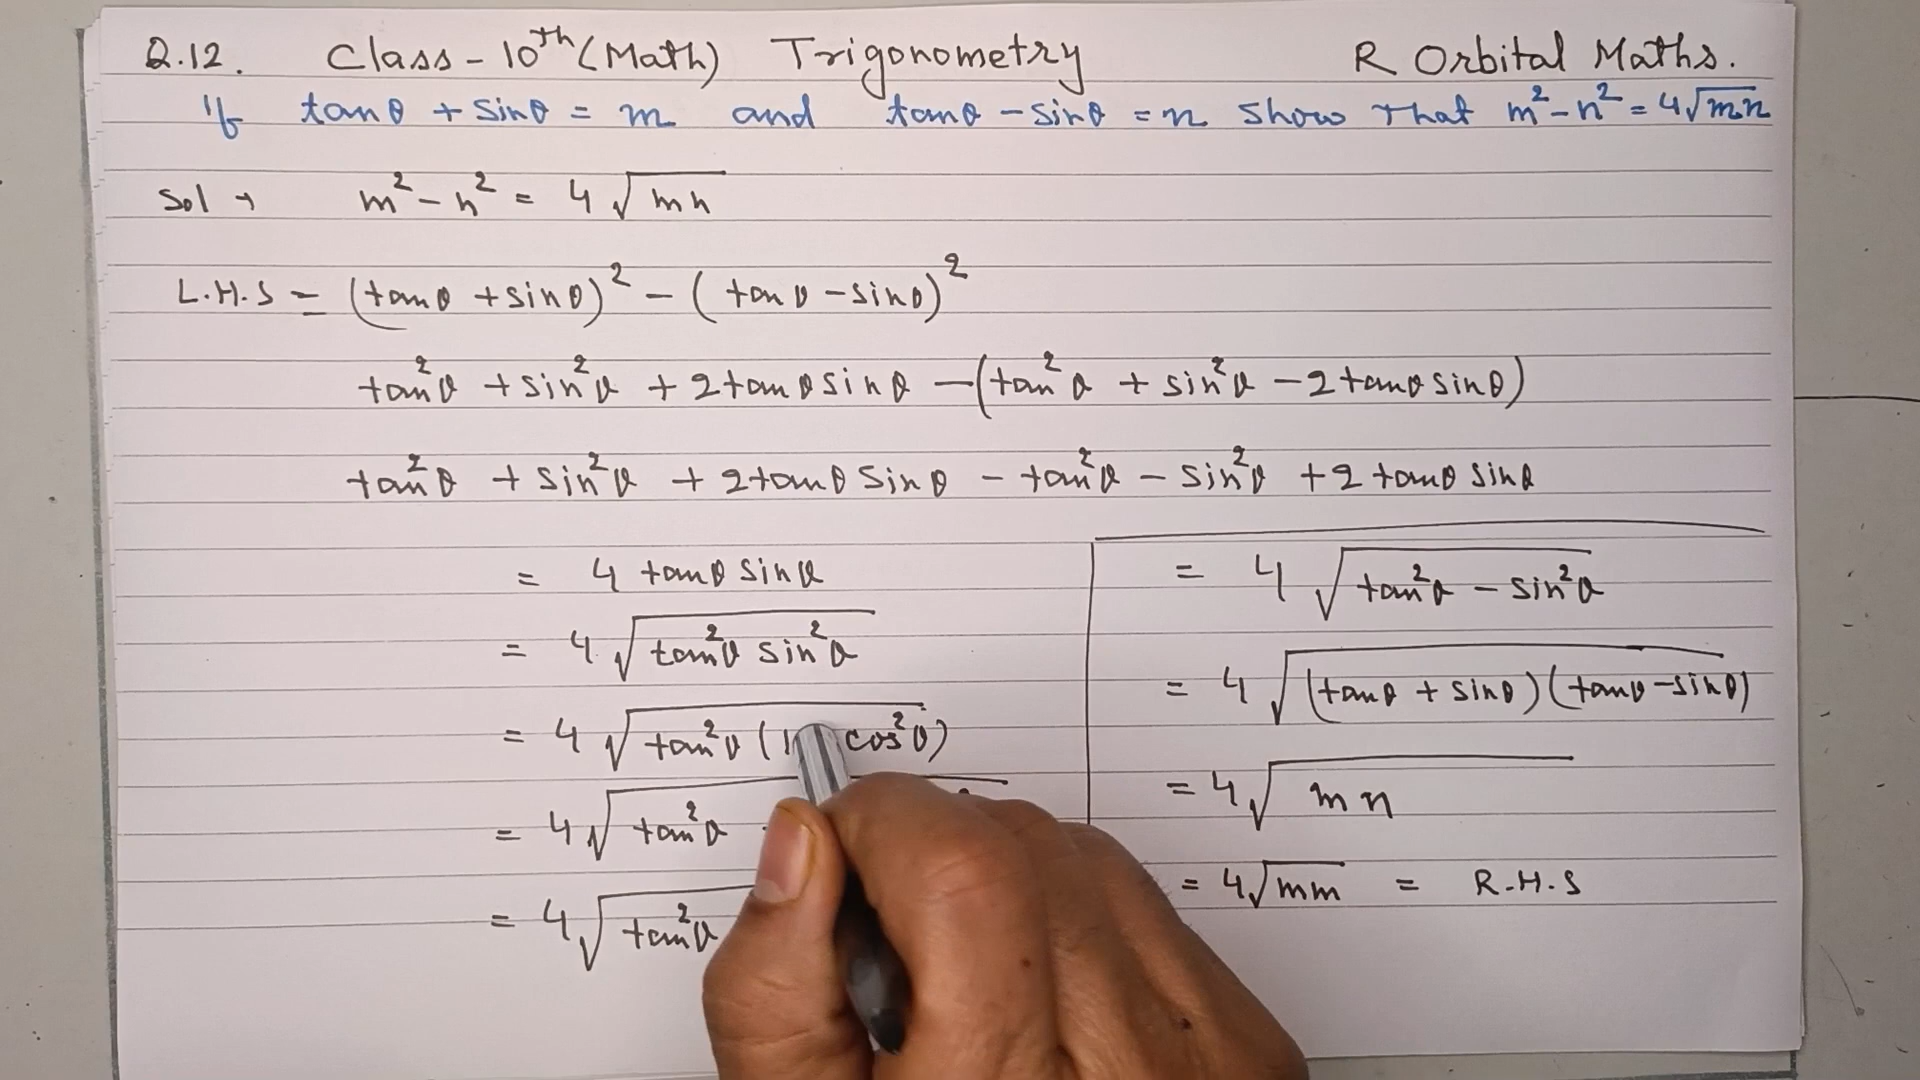 Q.12. Class - 10th (Math) Trigonometry R Orbital Maths.
If tanθ + sinθ = m and tanθ - sinθ = n show that m² - n² = 4√mn
Sol → m² - n² = 4√mn
L.H.S = (tanθ + sinθ)² - (tanθ - sinθ)²
tan²θ + sin²θ + 2tanθ sinθ - (tan²θ + sin²θ - 2tanθ sinθ)
tan²θ + sin²θ + 2tanθ sinθ - tan²θ - sin²θ + 2tanθ sinθ
= 4 tanθ sinθ
= 4√tan²θ sin²θ
= 4√tan²θ (1 cos²θ)
= 4√tan²θ
= 4√tan²θ
= 4√tan²θ - sin²θ
= 4√(tanθ + sinθ)(tanθ - sinθ)
= 4√mn
= 4√mm = R.H.S